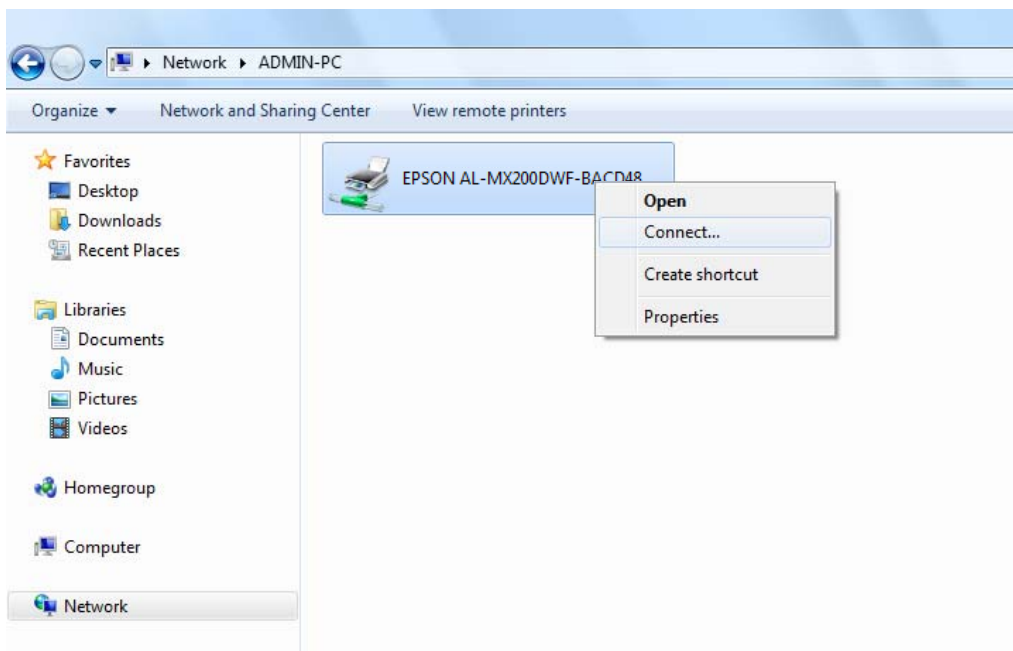 Network ▸ ADMIN-PC
Organize Network and Sharing Center View remote printers
Favorites
Desktop
Downloads
Recent Places
Libraries
Documents
Music
Pictures
Videos
Homegroup
Computer
Network
EPSON AL-MX200DWF-BACD48
Open
Connect...
Create shortcut
Properties